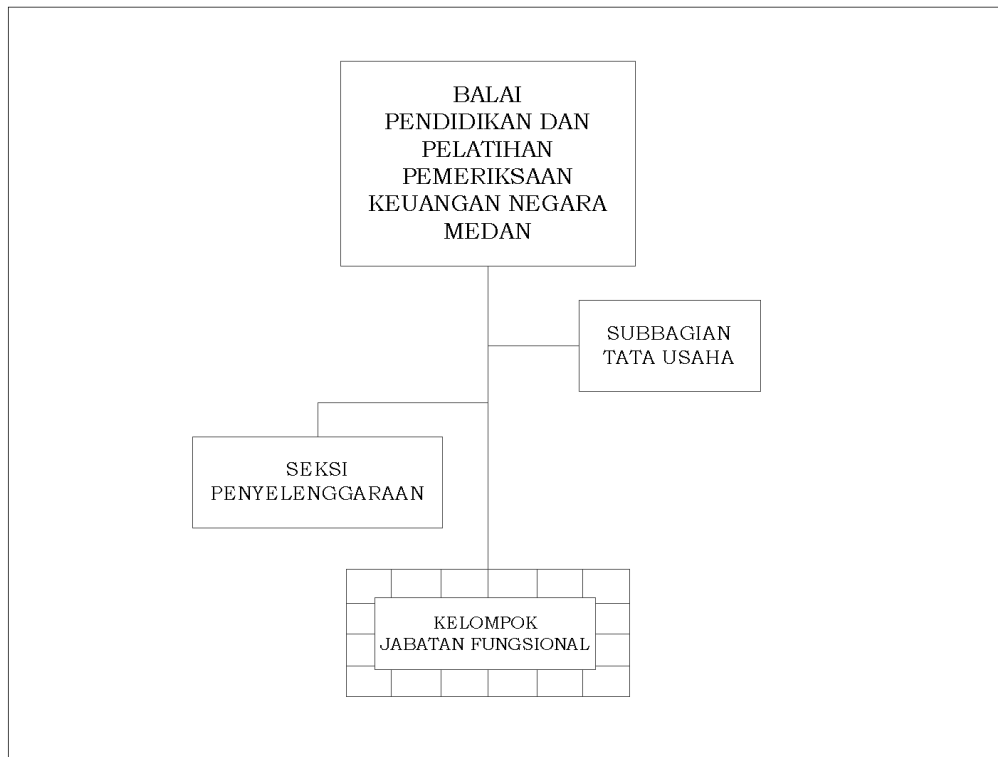 BALAI
PENDIDIKAN DAN
PELATIHAN
PEMERIKSAAN
KEUANGAN NEGARA
MEDAN
SUBBAGIAN
TATA USAHA
SEKSI
PENYELENGGARAAN
KELOMPOK
JABATAN FUNGSIONAL